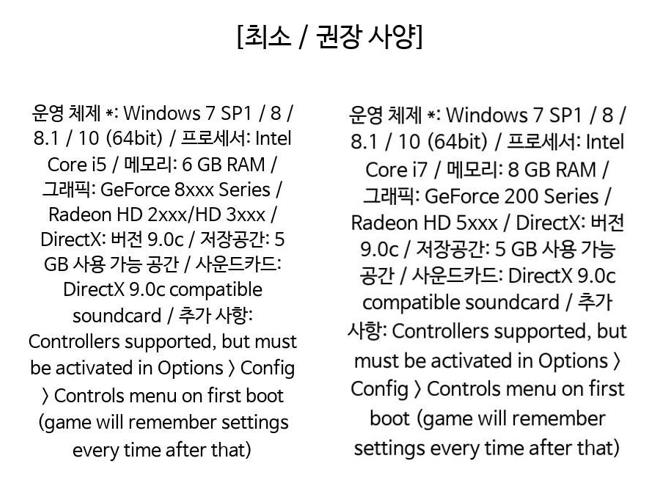 [최소 / 권장 사양]
운영 체제 *: Windows 7 SP1 / 8 /
8.1 / 10 (64bit) / 프로세서: Intel
Core i5 / 메모리: 6 GB RAM /
그래픽: GeForce 8xxx Series /
Radeon HD 2xxx/HD 3xxx /
DirectX: 버전 9.0c / 저장공간: 5
GB 사용 가능 공간 / 사운드카드:
DirectX 9.0c compatible
soundcard / 추가 사항:
Controllers supported, but must
be activated in Options > Config
> Controls menu on first boot
(game will remember settings
every time after that)
운영 체제 *: Windows 7 SP1 / 8 /
8.1 / 10 (64bit) / 프로세서: Intel
Core i7 / 메모리: 8 GB RAM /
그래픽: GeForce 200 Series /
Radeon HD 5xxx / DirectX: 버전
9.0c / 저장공간: 5 GB 사용 가능
공간 / 사운드카드: DirectX 9.0c
compatible soundcard / 추가
사항: Controllers supported, but
must be activated in Options >
Config > Controls menu on first
boot (game will remember
settings every time after that)